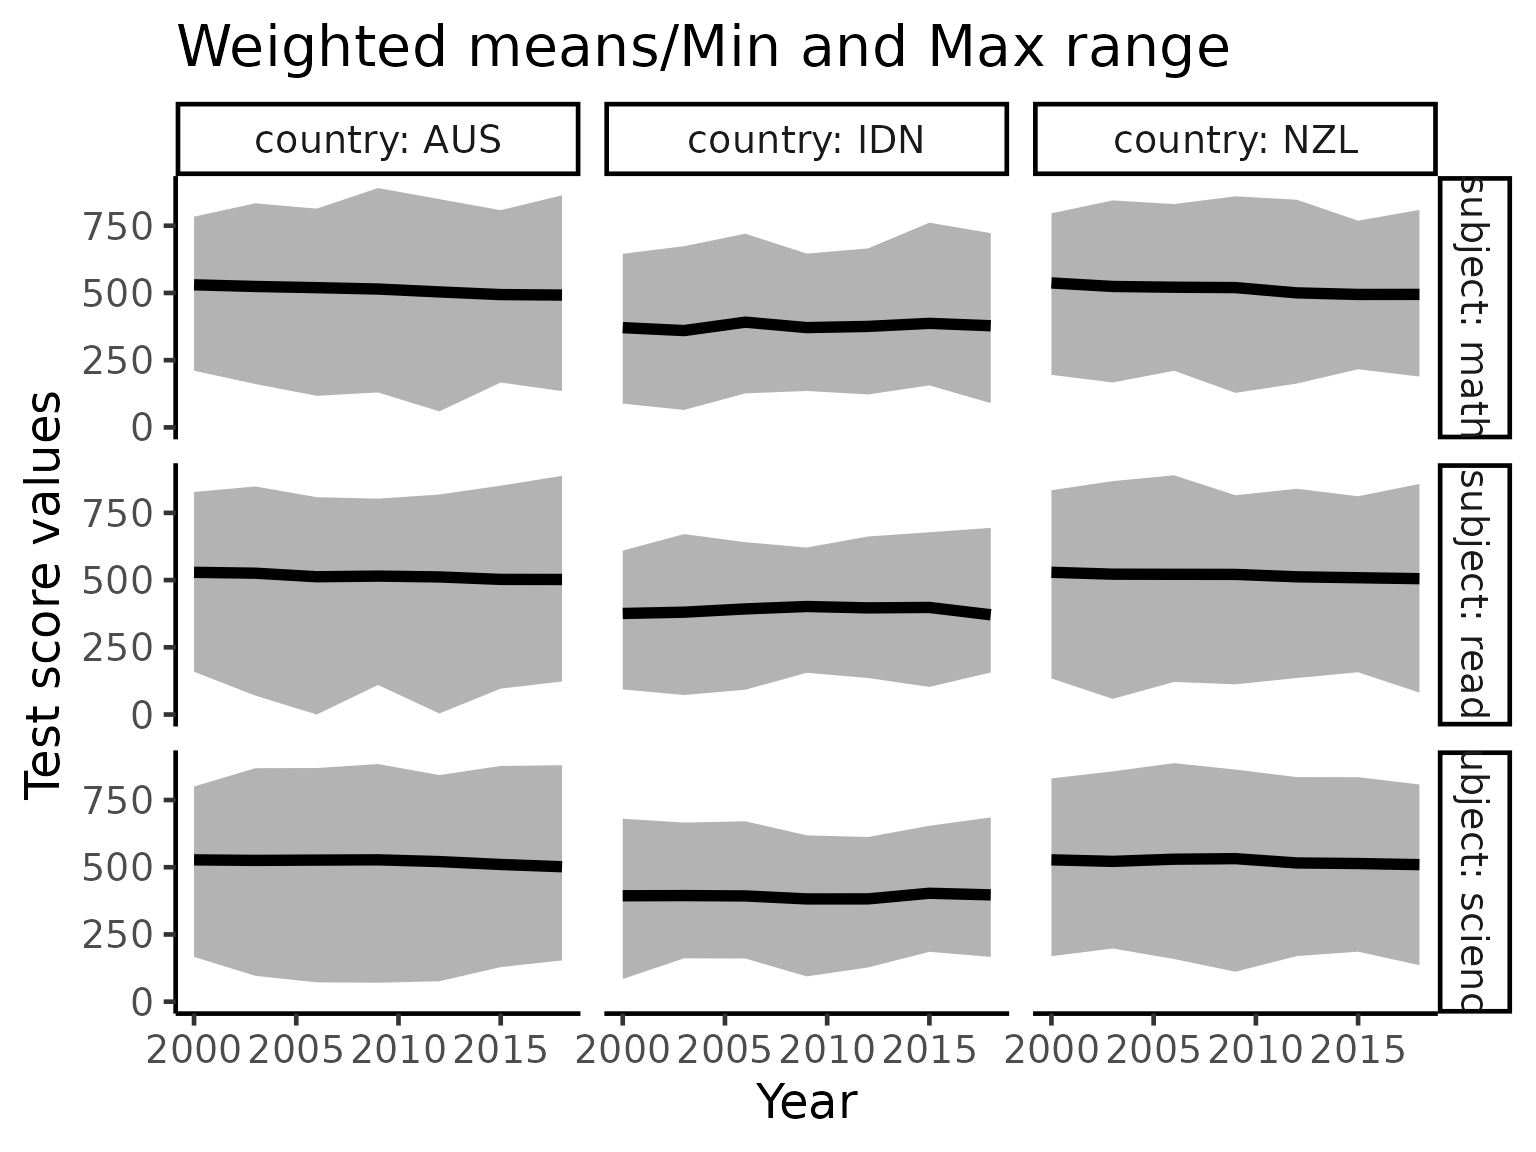 Weighted means/Min and Max range
country: AUS
country: IDN
country: NZL
750
500
250
0
subject: math
Test score values
750
500
250
0
subject: read
750
500
250
0
ubject: scienc
2000 2005 2010 2015
2000 2005 2010 2015
2000 2005 2010 2015
Year